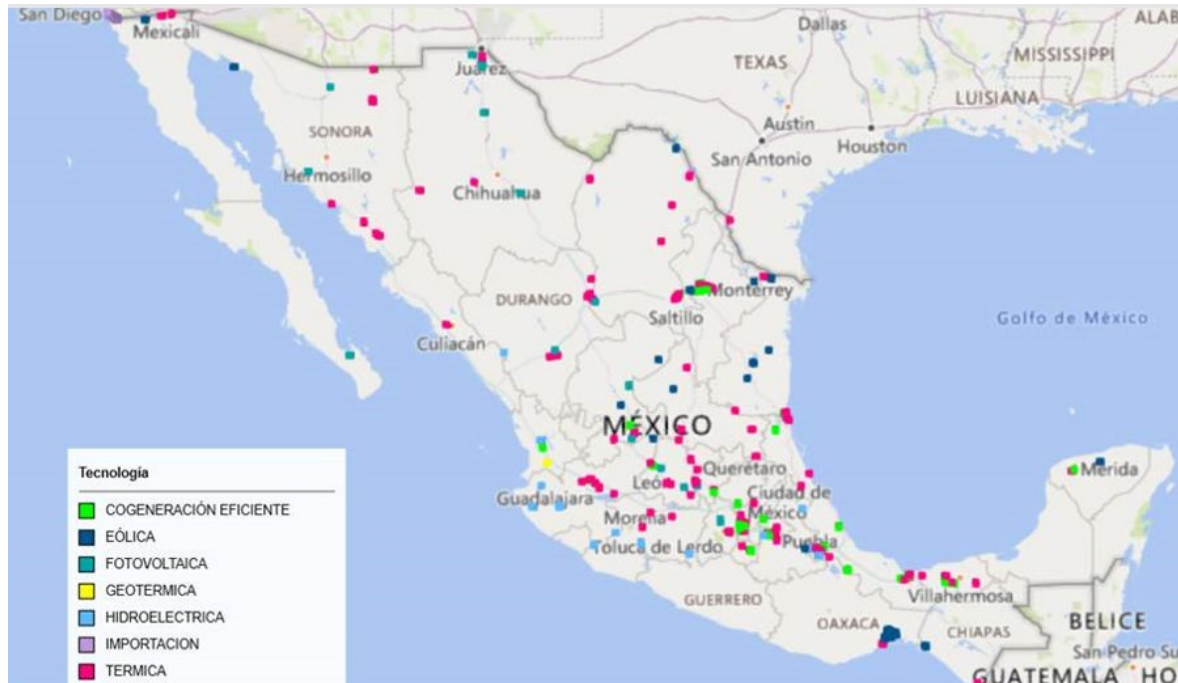 San Diego
Mexicali
Dallas
ALAB
MISSISSIPPI
Juárez
TEXAS
LUISIANA
SONORA
Austin
Houston
San Antonio
Hermosillo
Chihuahua
DURANGO
Monterrey
Saltillo
Golfo de México
Culiacán
MÉXICO
Querétaro
Mérida
León
Guadalajara
Ciudad de
México
Morelia
Toluca de Lerdo
Puebla
Villahermosa
GUERRERO
OAXACA
CHIAPAS
BELICE
San Pedro Su
GUATEMALA
HO
Tecnología
COGENERACIÓN EFICIENTE
EÓLICA
FOTOVOLTAICA
GEOTERMICA
HIDROELECTRICA
IMPORTACION
TERMICA